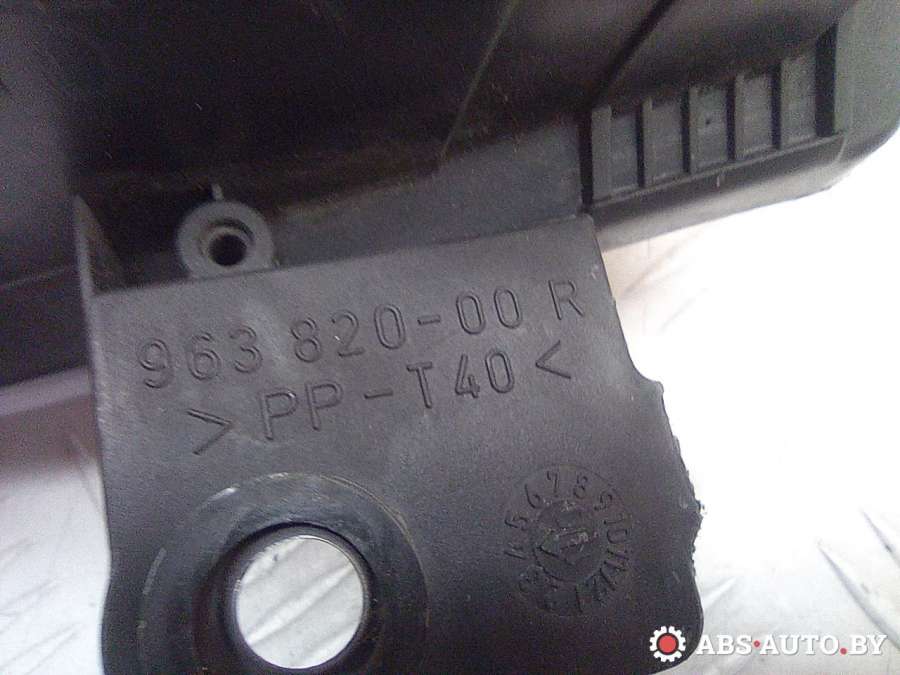 963 820-00 R
>PP-T40<
ABS-AUTO.BY